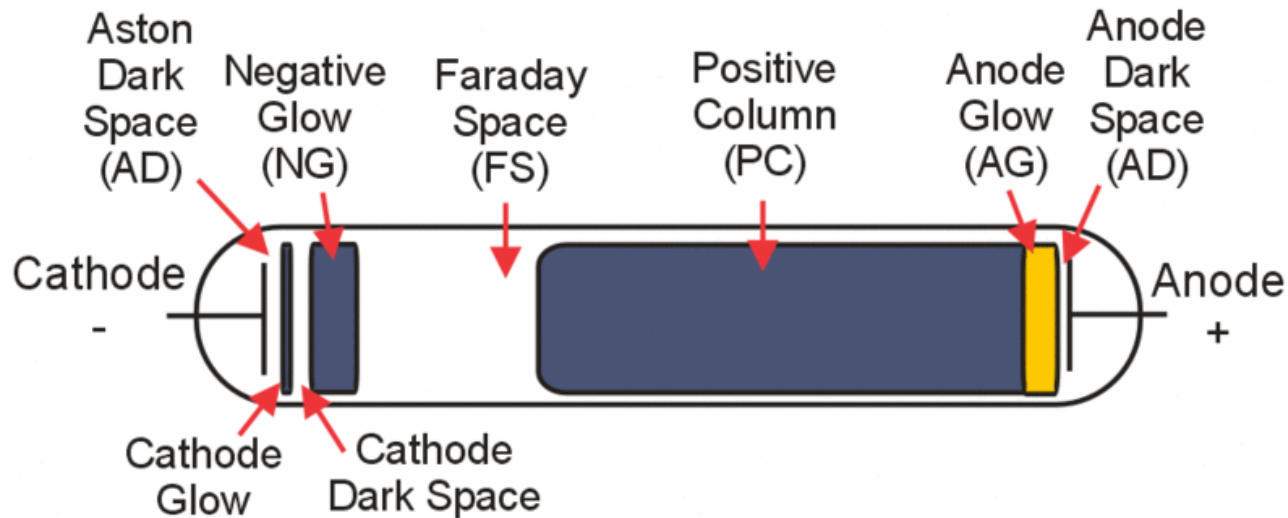 Aston
Dark
Space
(AD)
Negative
Glow
(NG)
Faraday
Space
(FS)
Positive
Column
(PC)
Anode
Glow
(AG)
Anode
Dark
Space
(AD)
Cathode
-
Anode
+
Cathode
Glow
Cathode
Dark Space